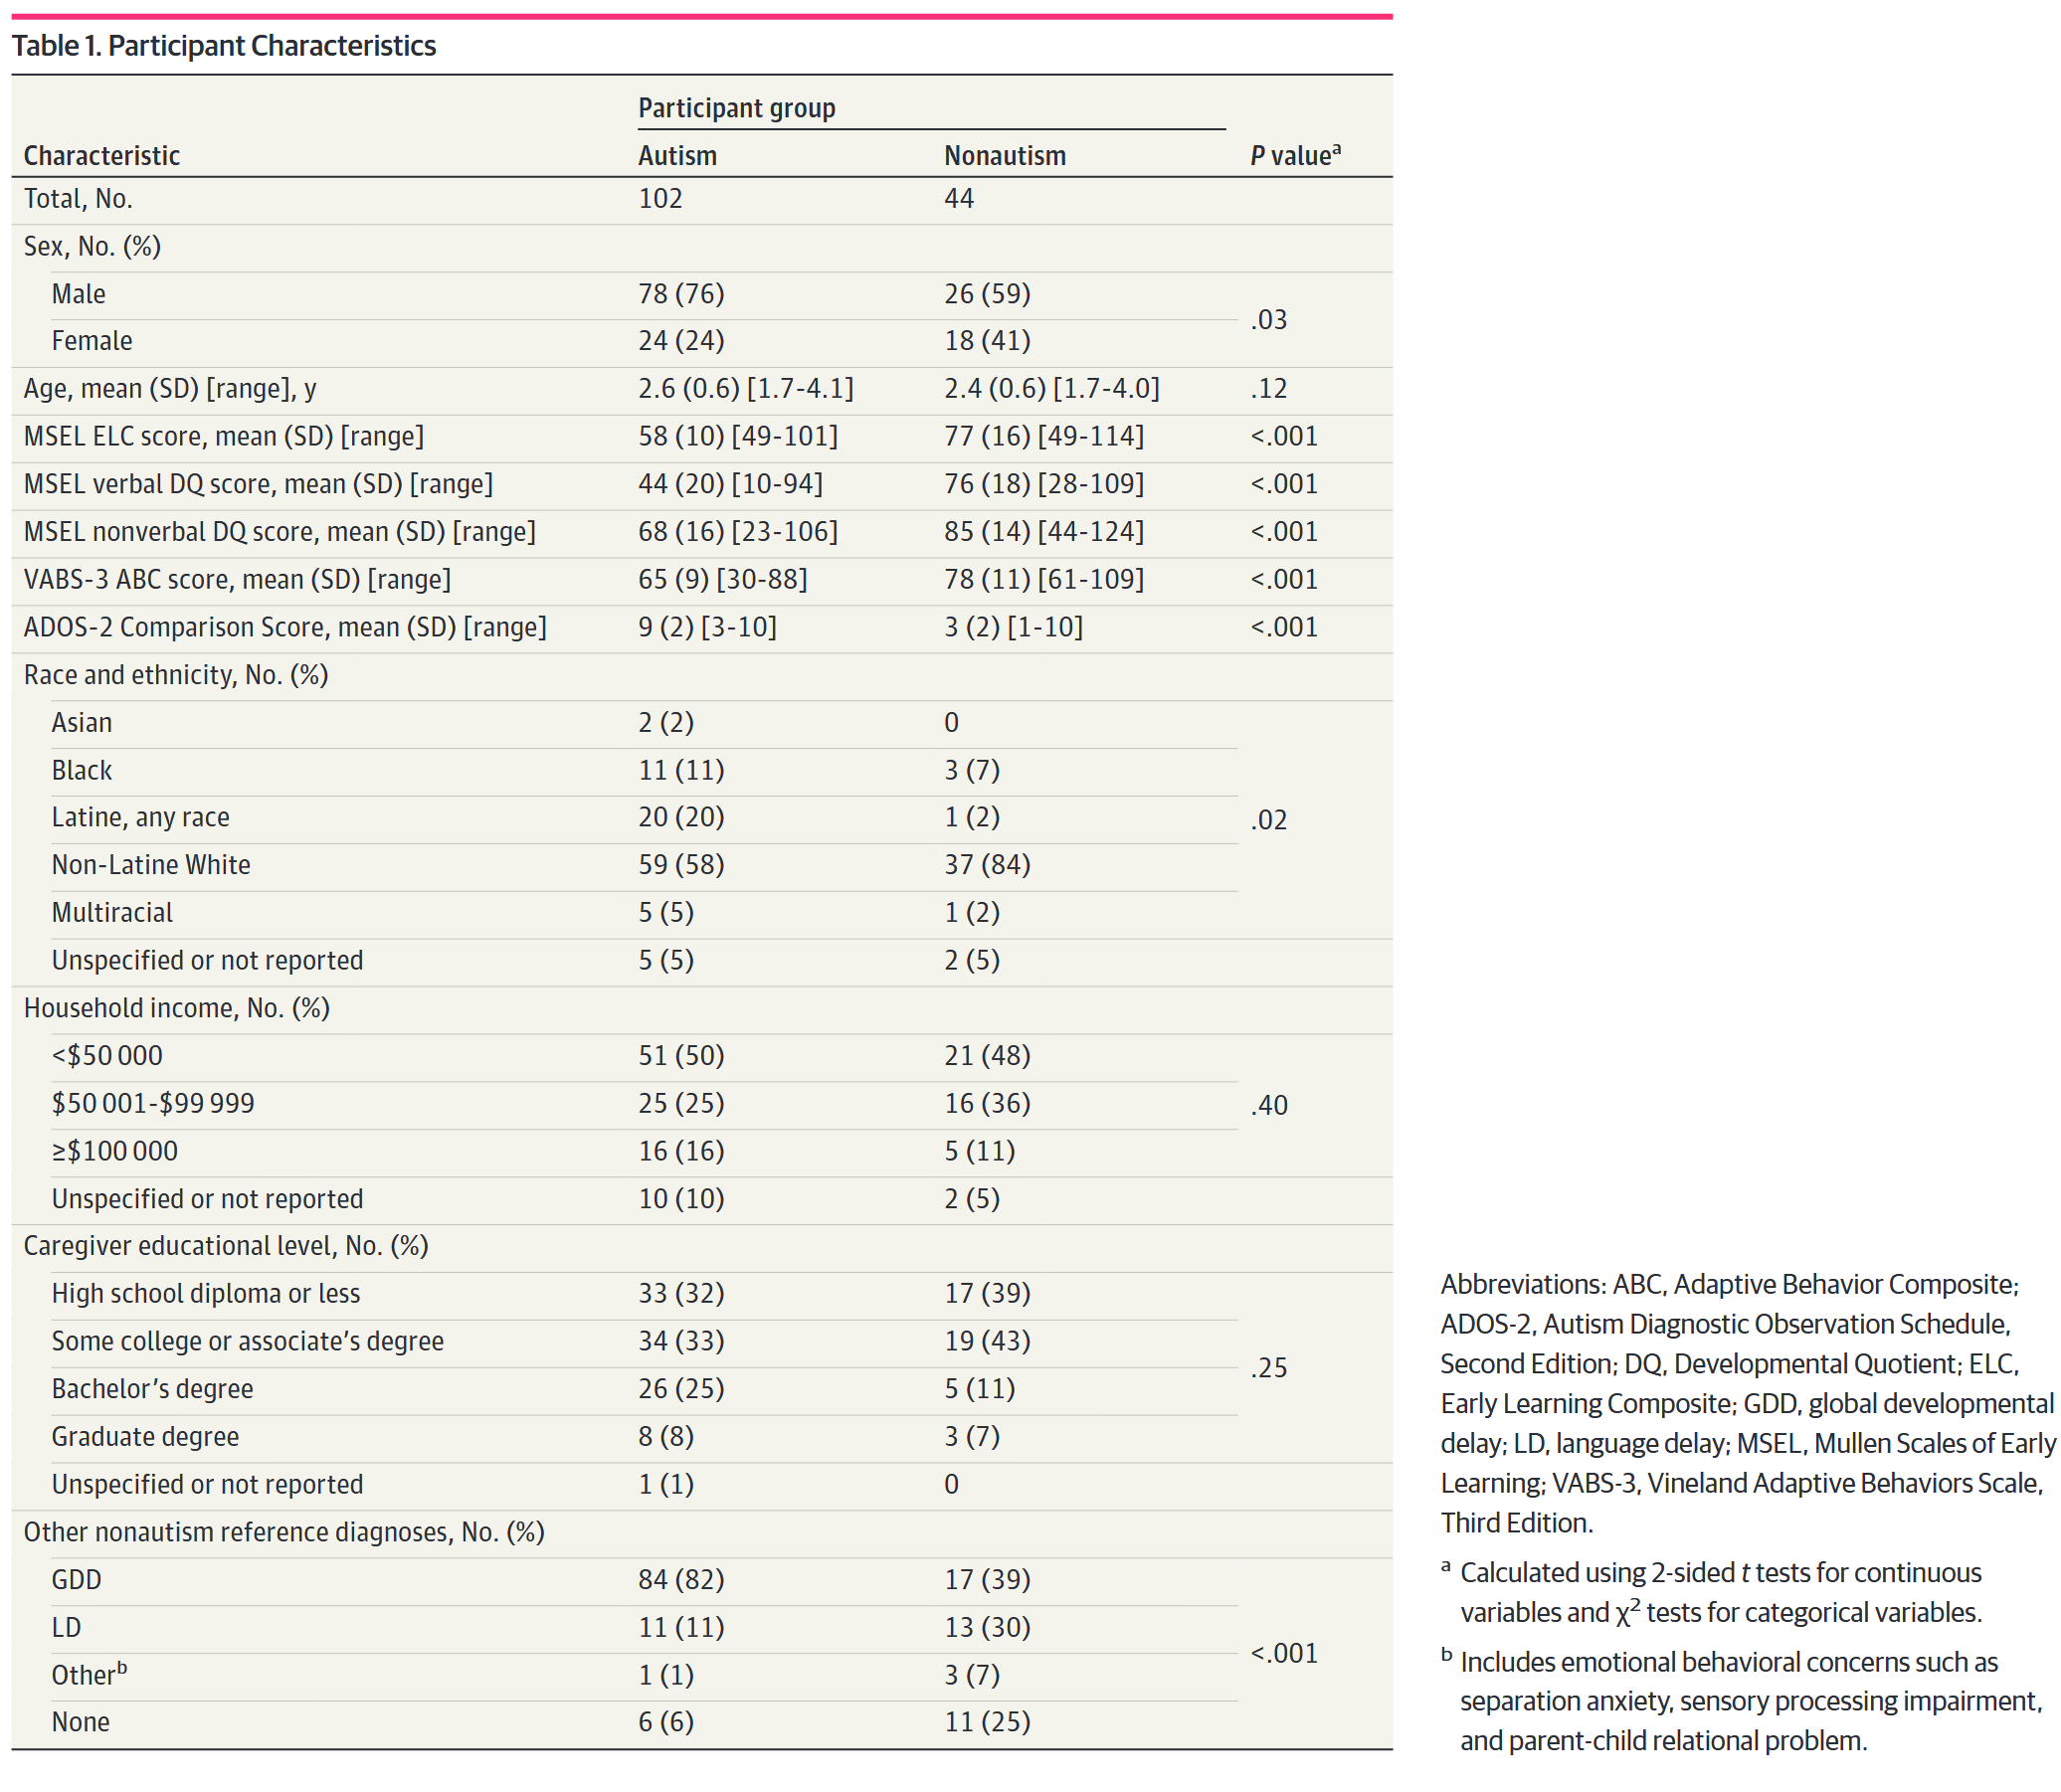 Table 1. Participant Characteristics
Participant group
Characteristic Autism Nonautism P valueᵃ
Total, No. 102 44
Sex, No. (%)
Male 78 (76) 26 (59)
.03
Female 24 (24) 18 (41)
Age, mean (SD) [range], y 2.6 (0.6) [1.7-4.1] 2.4 (0.6) [1.7-4.0] .12
MSEL ELC score, mean (SD) [range] 58 (10) [49-101] 77 (16) [49-114] <.001
MSEL verbal DQ score, mean (SD) [range] 44 (20) [10-94] 76 (18) [28-109] <.001
MSEL nonverbal DQ score, mean (SD) [range] 68 (16) [23-106] 85 (14) [44-124] <.001
VABS-3 ABC score, mean (SD) [range] 65 (9) [30-88] 78 (11) [61-109] <.001
ADOS-2 Comparison Score, mean (SD) [range] 9 (2) [3-10] 3 (2) [1-10] <.001
Race and ethnicity, No. (%)
Asian 2 (2) 0
Black 11 (11) 3 (7)
Latine, any race 20 (20) 1 (2)
.02
Non-Latine White 59 (58) 37 (84)
Multiracial 5 (5) 1 (2)
Unspecified or not reported 5 (5) 2 (5)
Household income, No. (%)
<$50 000 51 (50) 21 (48)
$50 001-$99 999 25 (25) 16 (36) .40
≥$100 000 16 (16) 5 (11)
Unspecified or not reported 10 (10) 2 (5)
Caregiver educational level, No. (%)
High school diploma or less 33 (32) 17 (39)
Some college or associate’s degree 34 (33) 19 (43)
.25
Bachelor’s degree 26 (25) 5 (11)
Graduate degree 8 (8) 3 (7)
Unspecified or not reported 1 (1) 0
Other nonautism reference diagnoses, No. (%)
GDD 84 (82) 17 (39)
LD 11 (11) 13 (30)
<.001
Otherᵇ 1 (1) 3 (7)
None 6 (6) 11 (25)
Abbreviations: ABC, Adaptive Behavior Composite;
ADOS-2, Autism Diagnostic Observation Schedule,
Second Edition; DQ, Developmental Quotient; ELC,
Early Learning Composite; GDD, global developmental
delay; LD, language delay; MSEL, Mullen Scales of Early
Learning; VABS-3, Vineland Adaptive Behaviors Scale,
Third Edition.
ᵃ Calculated using 2-sided t tests for continuous
variables and χ² tests for categorical variables.
ᵇ Includes emotional behavioral concerns such as
separation anxiety, sensory processing impairment,
and parent-child relational problem.